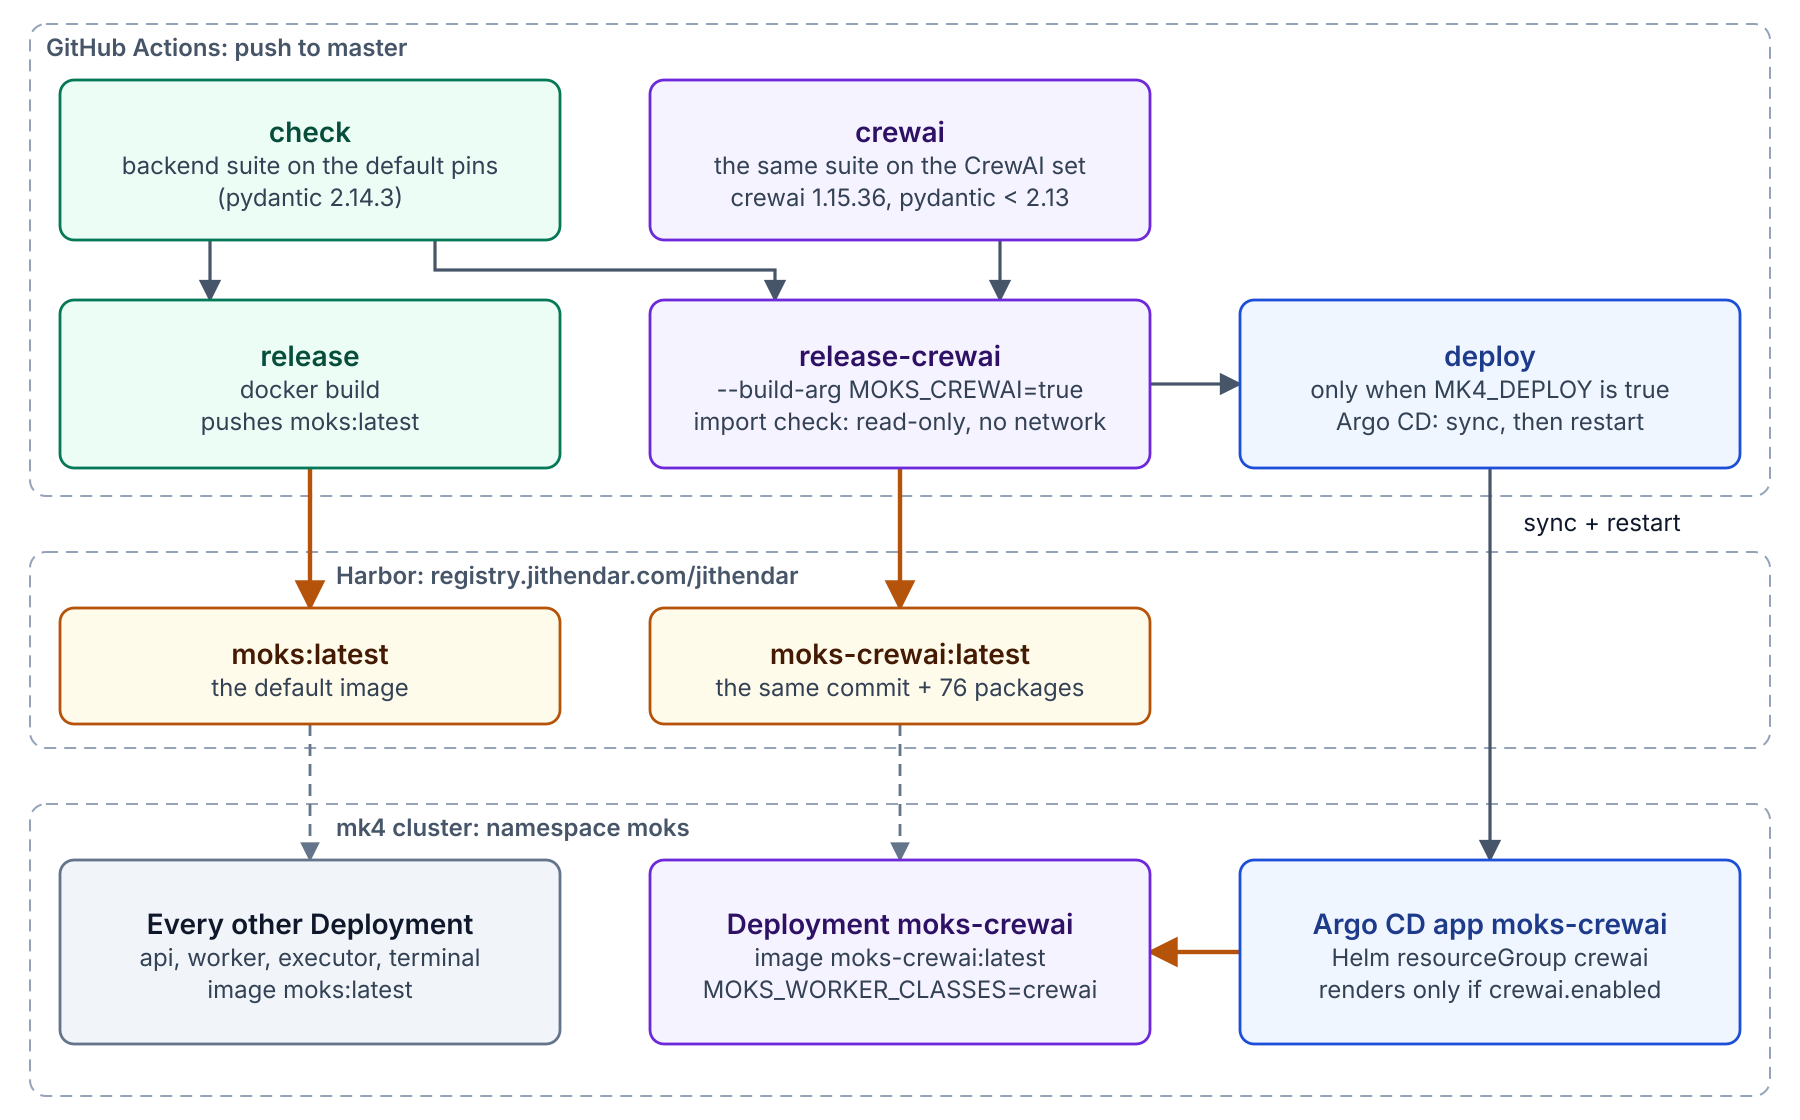 GitHub Actions: push to master
check
backend suite on the default pins
(pydantic 2.14.3)
crewai
the same suite on the CrewAI set
crewai 1.15.36, pydantic < 2.13
release
docker build
pushes moks:latest
release-crewai
--build-arg MOKS_CREWAI=true
import check: read-only, no network
deploy
only when MK4_DEPLOY is true
Argo CD: sync, then restart
sync + restart
Harbor: registry.jithendar.com/jithendar
moks:latest
the default image
moks-crewai:latest
the same commit + 76 packages
mk4 cluster: namespace moks
Every other Deployment
api, worker, executor, terminal
image moks:latest
Deployment moks-crewai
image moks-crewai:latest
MOKS_WORKER_CLASSES=crewai
Argo CD app moks-crewai
Helm resourceGroup crewai
renders only if crewai.enabled